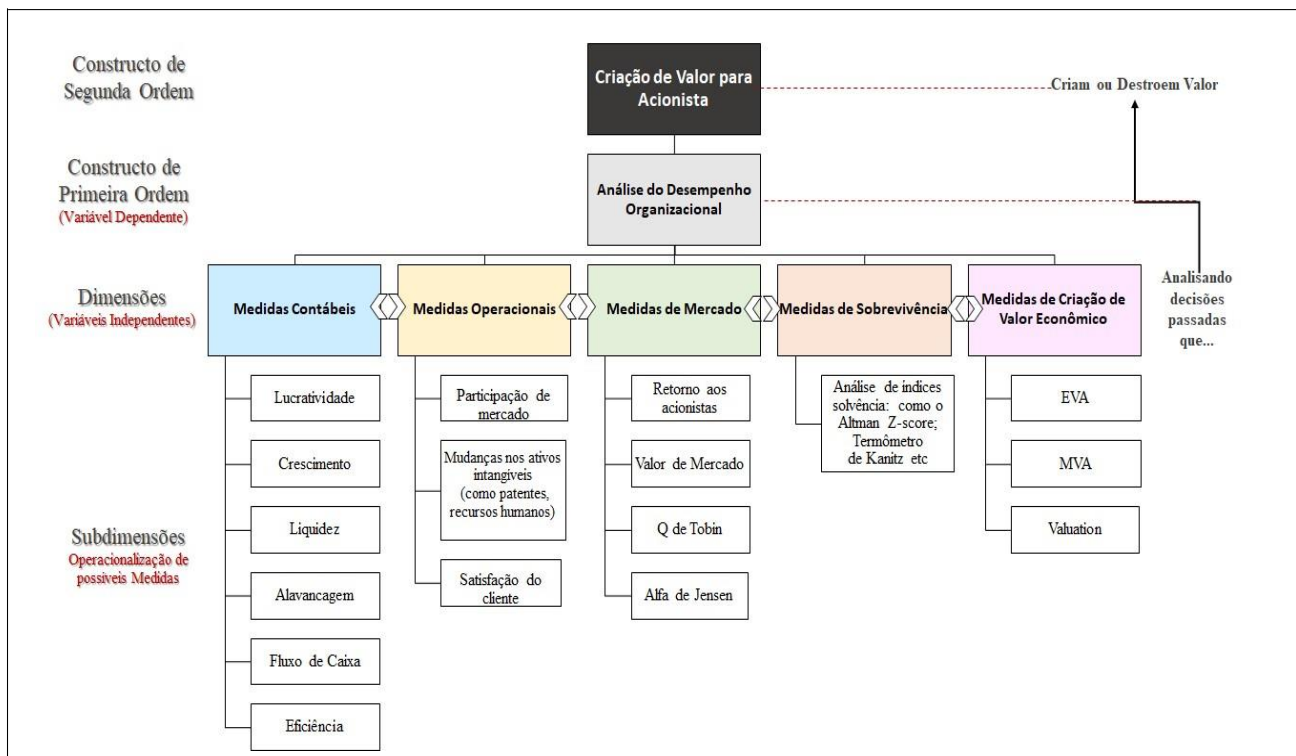 Constructo de
Segunda Ordem
Criação de Valor para
Acionista
Criam ou Destroem Valor
Constructo de
Primeira Ordem
(Variável Dependente)
Análise do Desempenho
Organizacional
Dimensões
(Variáveis Independentes)
Medidas Contábeis
Medidas Operacionais
Medidas de Mercado
Medidas de Sobrevivência
Medidas de Criação de
Valor Econômico
Analisando
decisões
passadas
que...
Subdimensões
Operacionalização de
possiveis Medidas
Lucratividade
Crescimento
Liquidez
Alavancagem
Fluxo de Caixa
Eficiência
Participação de
mercado
Mudanças nos ativos
intangiveis
(como patentes,
recursos humanos)
Satisfação do
cliente
Retorno aos
acionistas
Valor de Mercado
Q de Tobin
Alfa de Jensen
Análise de indices
solvência: como o
Altman Z-score;
Termômetro
de Kanitz etc
EVA
MVA
Valuation